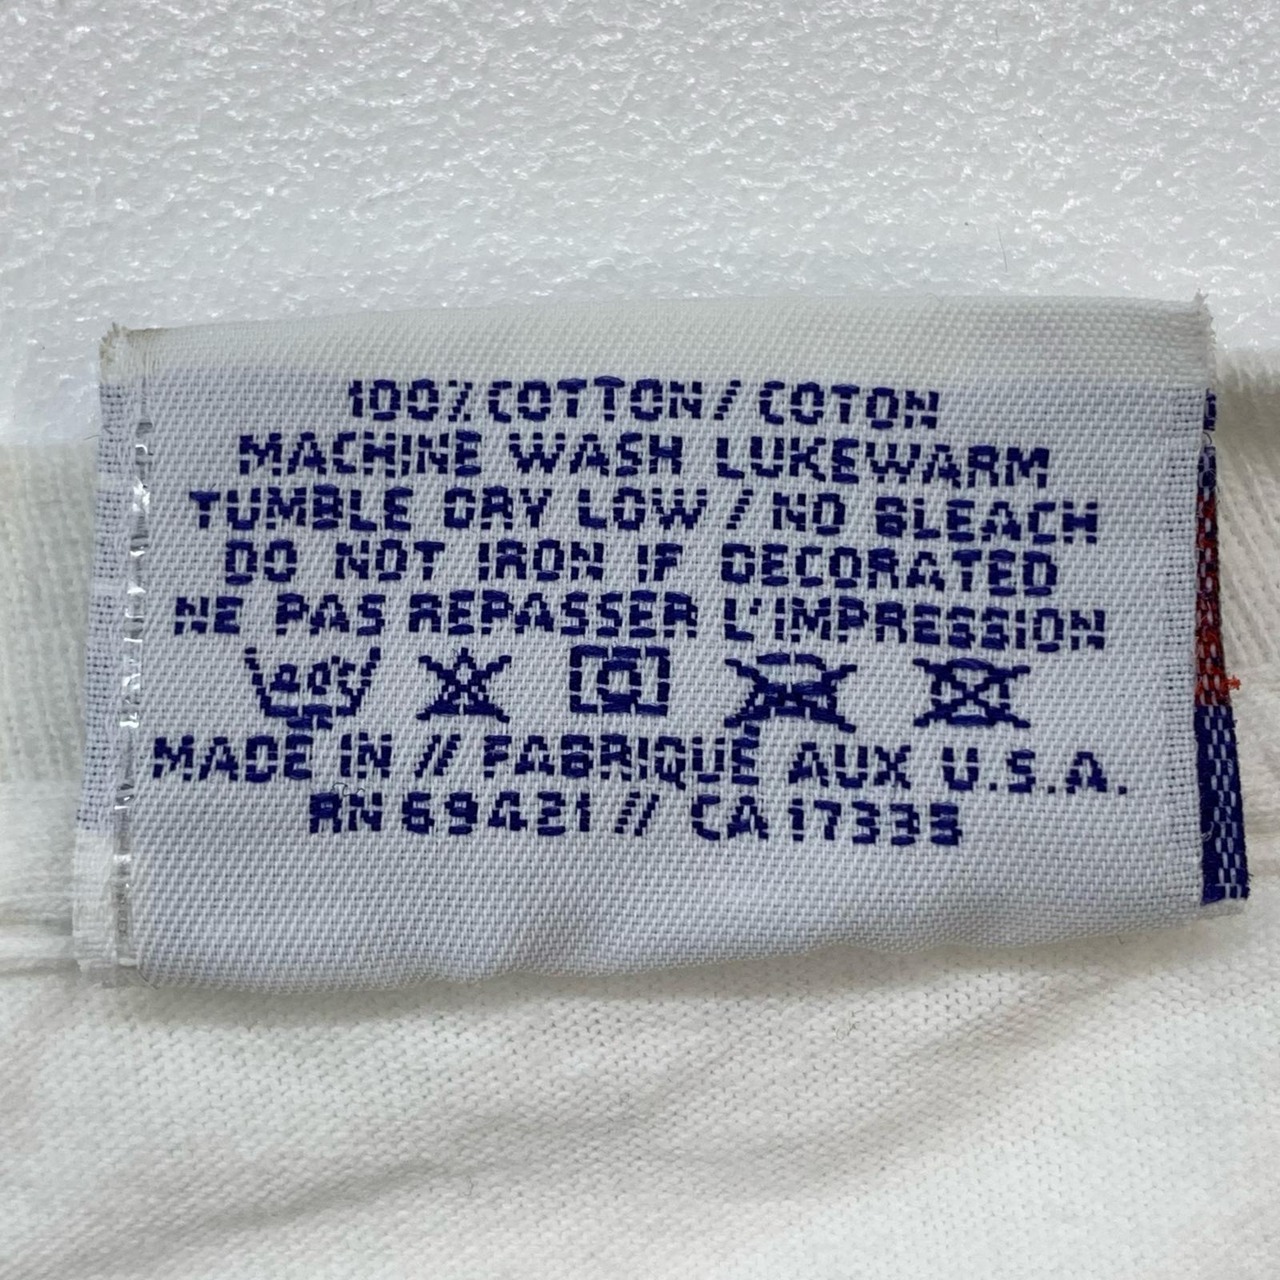 100% COTTON / COTON
MACHINE WASH LUKEWARM
TUMBLE DRY LOW / NO BLEACH
DO NOT IRON IF DECORATED
NE PAS REPASSER L'IMPRESSION
MADE IN // FABRIQUÉ AUX U.S.A.
RN 69421 // CA 17335